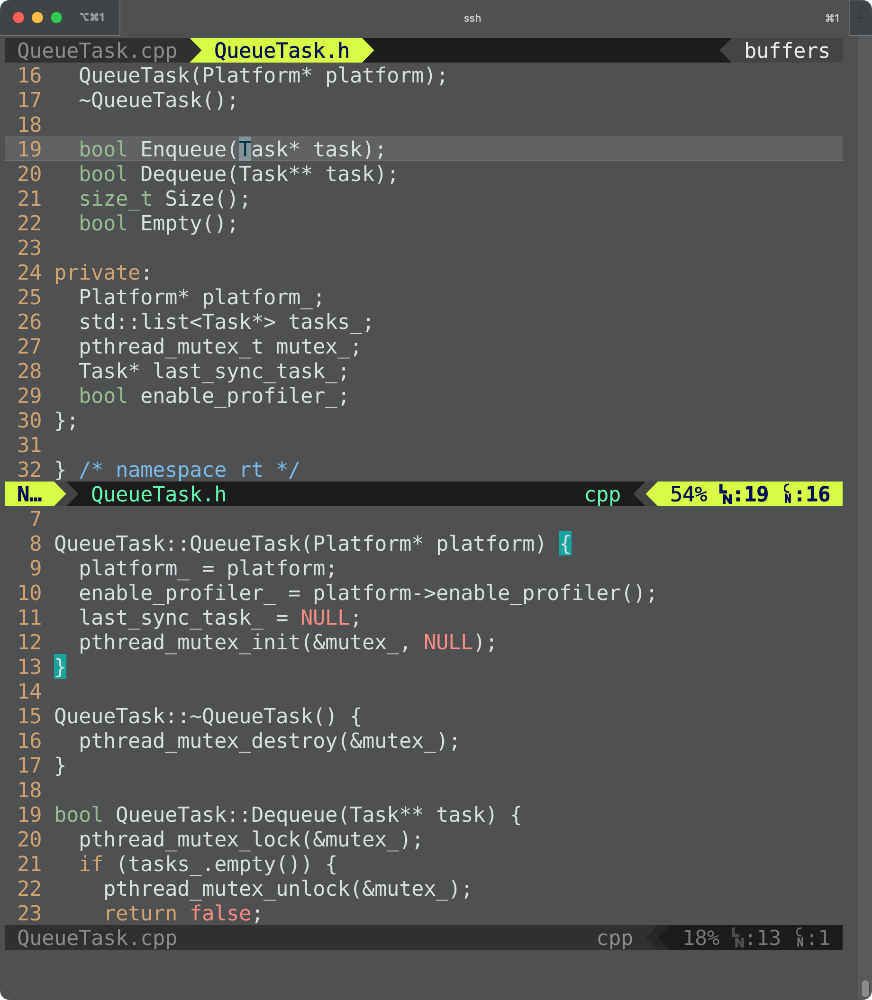 ⌥⌘1 ssh ⌘1 +
QueueTask.cpp QueueTask.h buffers
16 QueueTask(Platform* platform);
17 ~QueueTask();
18
19 bool Enqueue(Task* task);
20 bool Dequeue(Task** task);
21 size_t Size();
22 bool Empty();
23
24 private:
25 Platform* platform_;
26 std::list<Task*> tasks_;
27 pthread_mutex_t mutex_;
28 Task* last_sync_task_;
29 bool enable_profiler_;
30 };
31
32 } /* namespace rt */
N… QueueTask.h cpp 54% LN:19 CN:16
7
8 QueueTask::QueueTask(Platform* platform) {
9 platform_ = platform;
10 enable_profiler_ = platform->enable_profiler();
11 last_sync_task_ = NULL;
12 pthread_mutex_init(&mutex_, NULL);
13 }
14
15 QueueTask::~QueueTask() {
16 pthread_mutex_destroy(&mutex_);
17 }
18
19 bool QueueTask::Dequeue(Task** task) {
20 pthread_mutex_lock(&mutex_);
21 if (tasks_.empty()) {
22 pthread_mutex_unlock(&mutex_);
23 return false;
QueueTask.cpp cpp 18% LN:13 CN:1